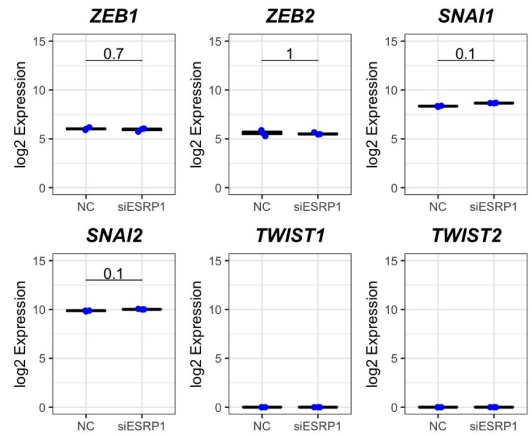 ZEB1
ZEB2
SNAI1
log2 Expression
15
10
5
0
0.7
NC
siESRP1
log2 Expression
15
10
5
0
1
NC
siESRP1
log2 Expression
15
10
5
0
0.1
NC
siESRP1
SNAI2
TWIST1
TWIST2
log2 Expression
15
10
5
0
0.1
NC
siESRP1
log2 Expression
15
10
5
0
NC
siESRP1
log2 Expression
15
10
5
0
NC
siESRP1